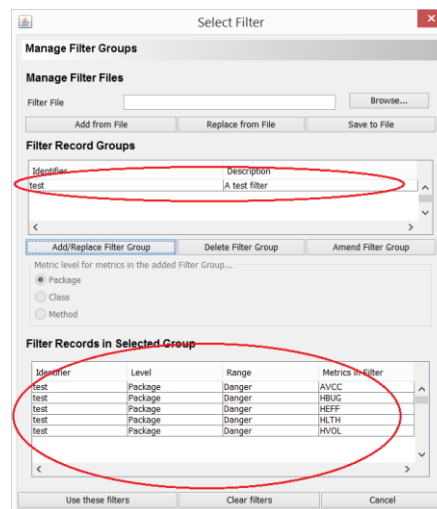 Select Filter
Manage Filter Groups
Manage Filter Files
Filter File Browse...
Add from File Replace from File Save to File
Filter Record Groups
Identifier Description
test A test filter
Add/Replace Filter Group Delete Filter Group Amend Filter Group
Metric level for metrics in the added Filter Group...
Package
Class
Method
Filter Records in Selected Group
Identifier Level Range Metrics in Filter
test Package Danger AVCC
test Package Danger HBUG
test Package Danger HEFF
test Package Danger HLTH
test Package Danger HVOL
Use these filters Clear filters Cancel